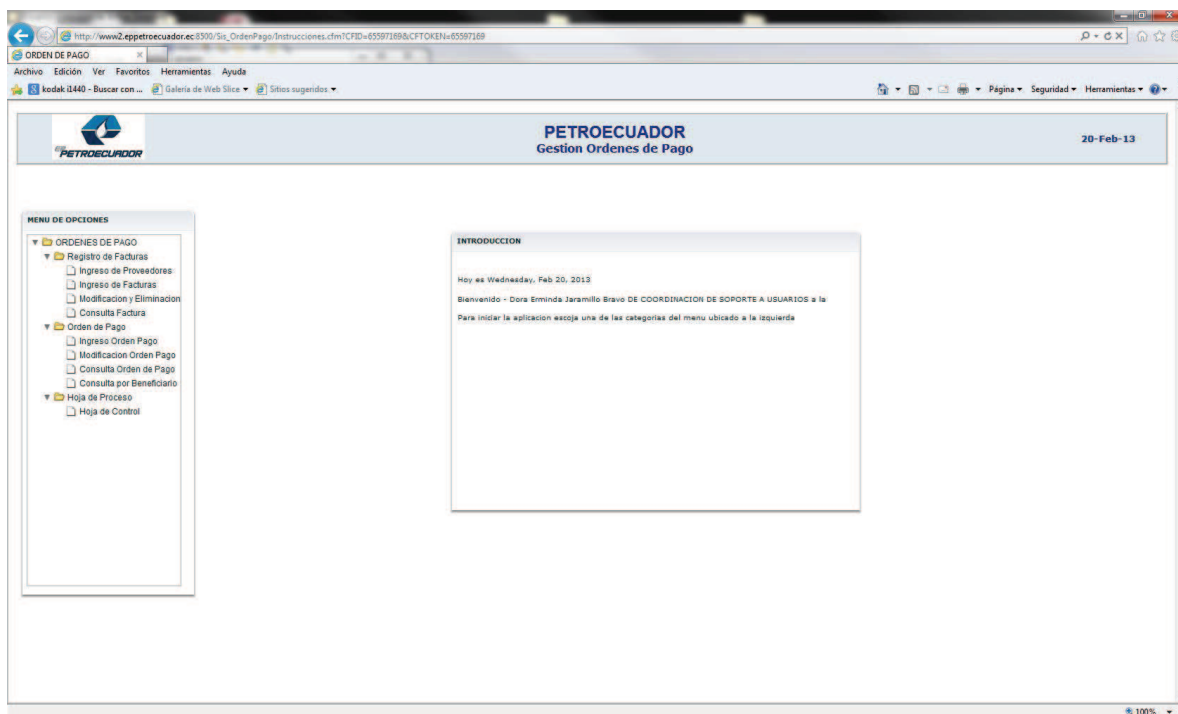 http://www2.eppetroecuador.ec:8500/Sis_OrdenPago/Instrucciones.cfm?CFID=65597169&CFTOKEN=65597169
ORDEN DE PAGO
Archivo Edición Ver Favoritos Herramientas Ayuda
kodak i1440 - Buscar con ... Galería de Web Slice Sitios sugeridos Página Seguridad Herramientas
EP PETROECUADOR
PETROECUADOR
Gestion Ordenes de Pago
20-Feb-13
MENU DE OPCIONES
ORDENES DE PAGO
Registro de Facturas
Ingreso de Proveedores
Ingreso de Facturas
Modificacion y Eliminacion
Consulta Factura
Orden de Pago
Ingreso Orden Pago
Modificacion Orden Pago
Consulta Orden de Pago
Consulta por Beneficiario
Hoja de Proceso
Hoja de Control
INTRODUCCION
Hoy es Wednesday, Feb 20, 2013
Bienvenido - Dora Erminda Jaramillo Bravo DE COORDINACION DE SOPORTE A USUARIOS a la
Para iniciar la aplicacion escoja una de las categorias del menu ubicado a la izquierda
100%